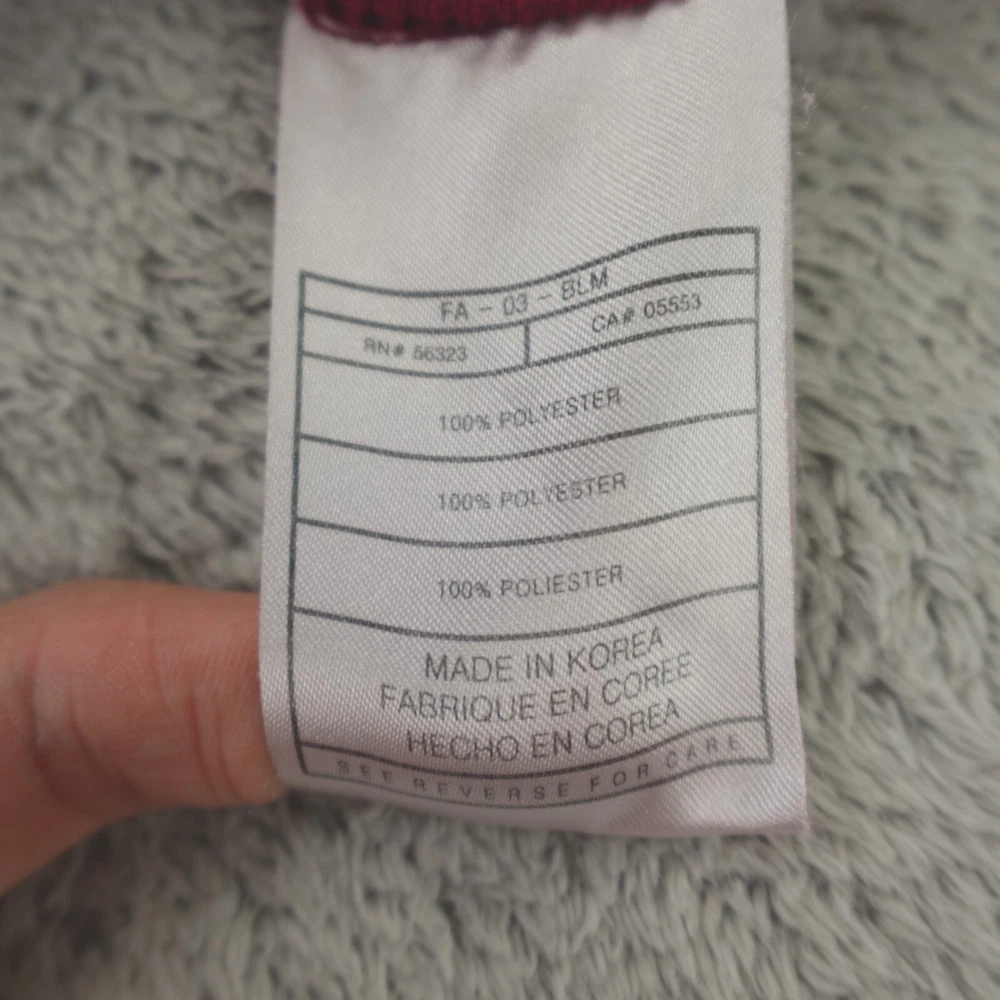 FA - 03 - BLM
RN# 56323 CA# 05553
100% POLYESTER
100% POLYESTER
100% POLIESTER
MADE IN KOREA
FABRIQUE EN COREE
HECHO EN COREA
SEE REVERSE FOR CARE